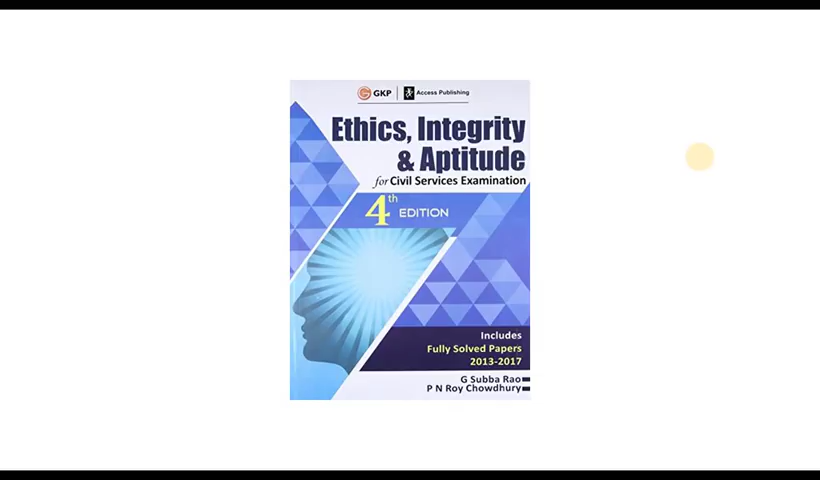 GKP Access Publishing
Ethics, Integrity
& Aptitude
for Civil Services Examination
4th EDITION
Includes
Fully Solved Papers
2013-2017
G Subba Rao
P N Roy Chowdhury